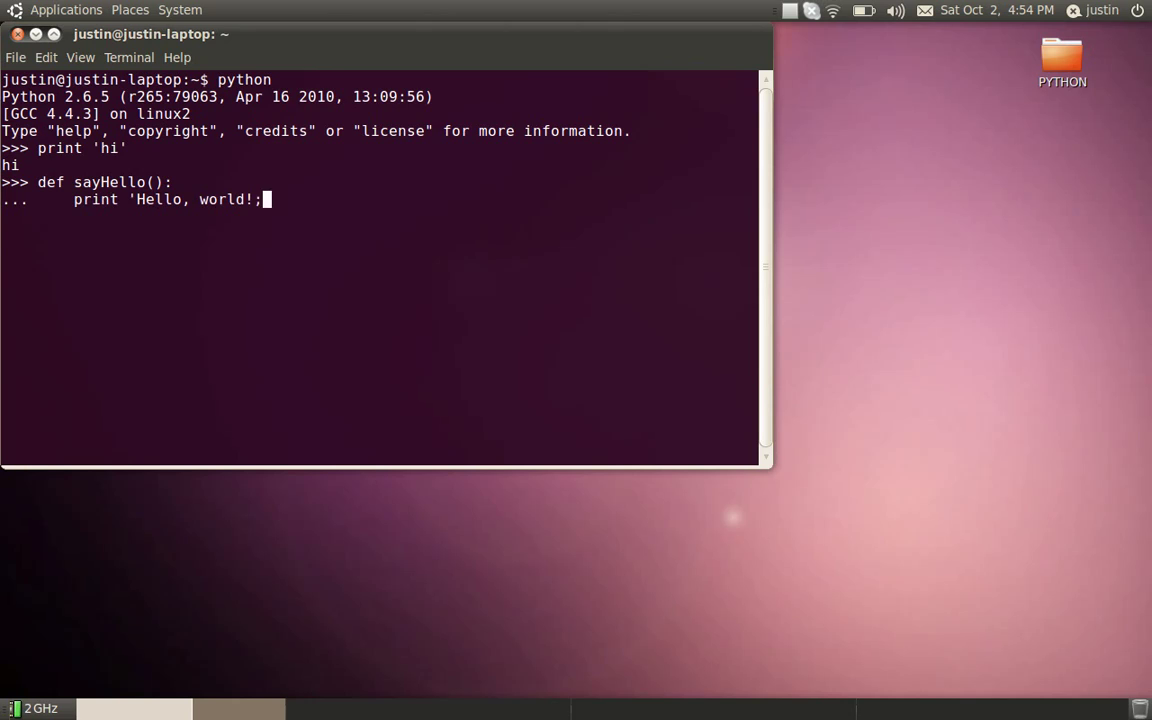 Applications Places System
Sat Oct 2, 4:54 PM justin
justin@justin-laptop: ~
File Edit View Terminal Help
justin@justin-laptop:~$ python
Python 2.6.5 (r265:79063, Apr 16 2010, 13:09:56)
[GCC 4.4.3] on linux2
Type "help", "copyright", "credits" or "license" for more information.
>>> print 'hi'
hi
>>> def sayHello():
...     print 'Hello, world!;
PYTHON
2 GHz